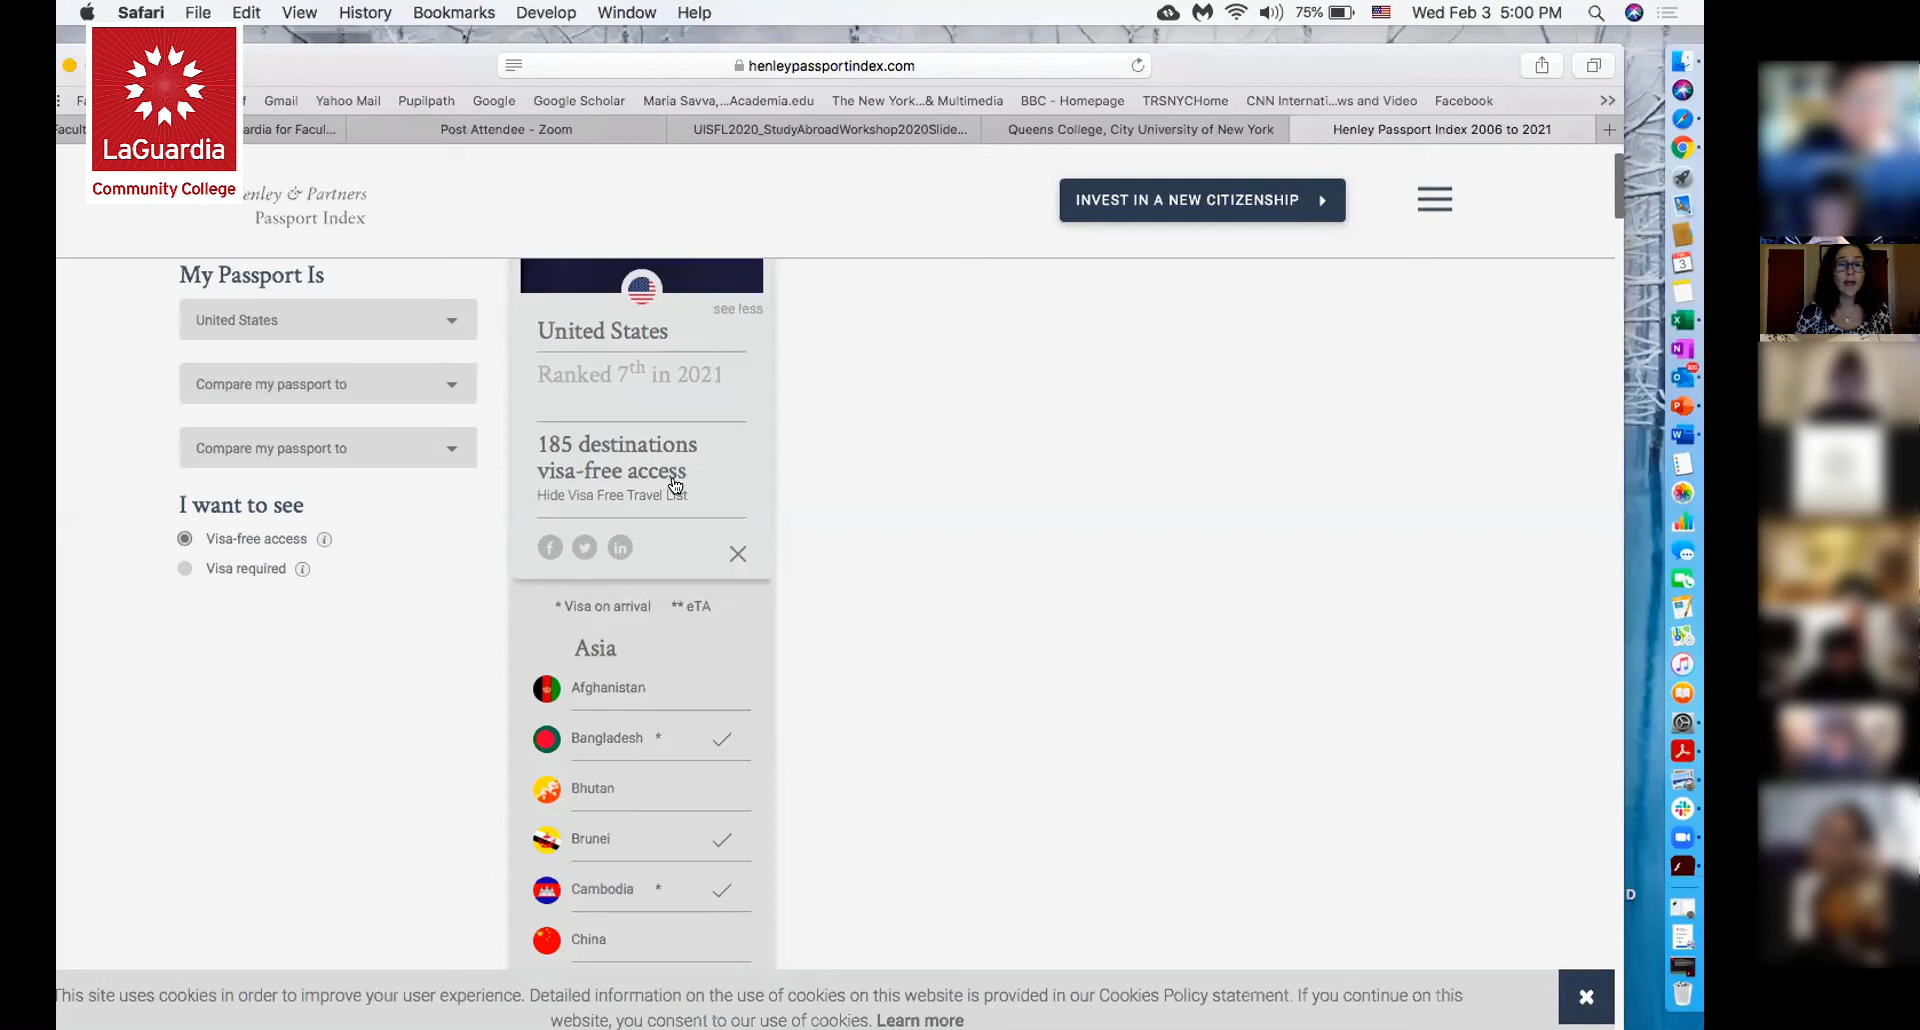 Safari File Edit View History Bookmarks Develop Window Help 75% Wed Feb 3 5:00 PM
LaGuardia
Community College
henleypassportindex.com
Gmail Yahoo Mail Pupilpath Google Google Scholar Maria Savva,...Academia.edu The New York...& Multimedia BBC - Homepage TRSNYCHome CNN Internati...ws and Video Facebook >>
Facult ardia for Facul... Post Attendee - Zoom UISFL2020_StudyAbroadWorkshop2020Slide... Queens College, City University of New York Henley Passport Index 2006 to 2021 +
enley & Partners
Passport Index
INVEST IN A NEW CITIZENSHIP
My Passport Is
United States
Compare my passport to
Compare my passport to
I want to see
Visa-free access
Visa required
see less
United States
Ranked 7th in 2021
185 destinations
visa-free access
Hide Visa Free Travel List
* Visa on arrival ** eTA
Asia
Afghanistan
Bangladesh *
Bhutan
Brunei
Cambodia *
China
This site uses cookies in order to improve your user experience. Detailed information on the use of cookies on this website is provided in our Cookies Policy statement. If you continue on this
website, you consent to our use of cookies. Learn more